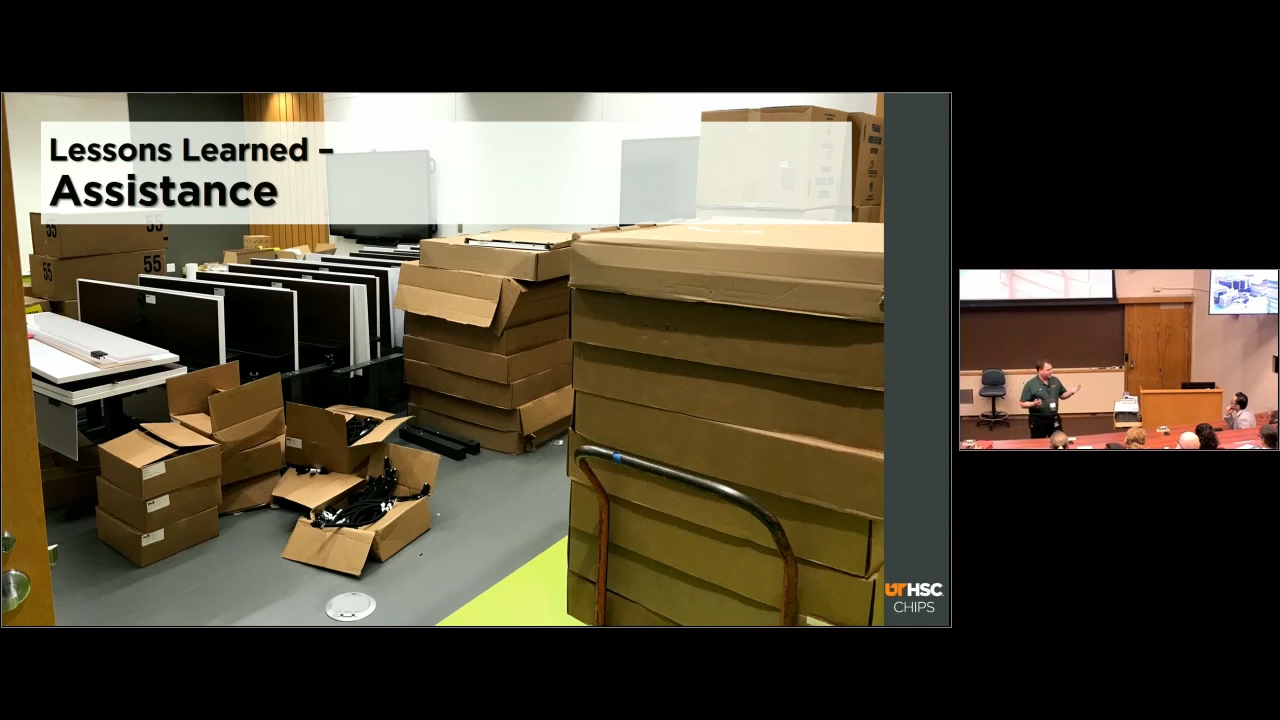 Lessons Learned –
Assistance
55
55
55
UTHSC
CHIPS